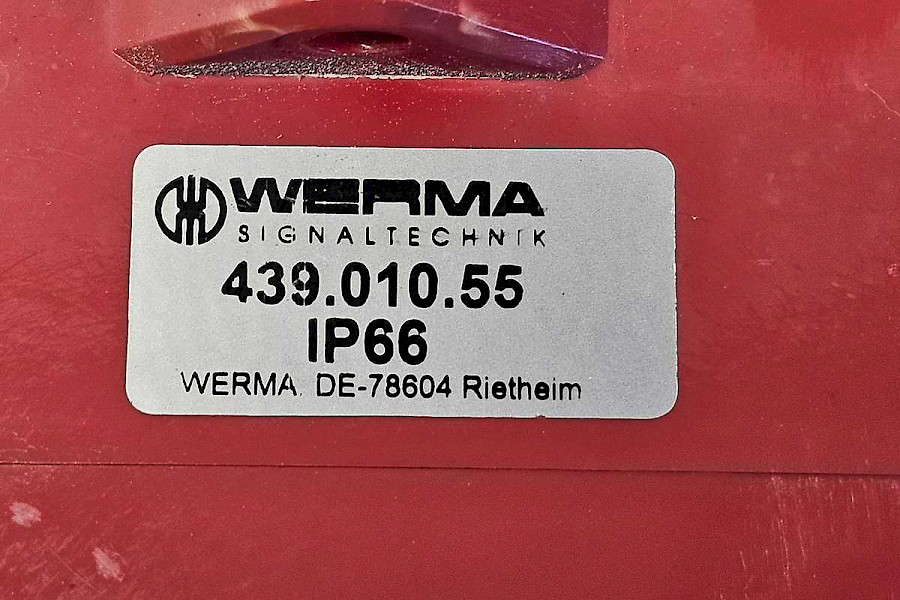 WERMA
SIGNALTECHNIK
439.010.55
IP66
WERMA, DE-78604 Rietheim